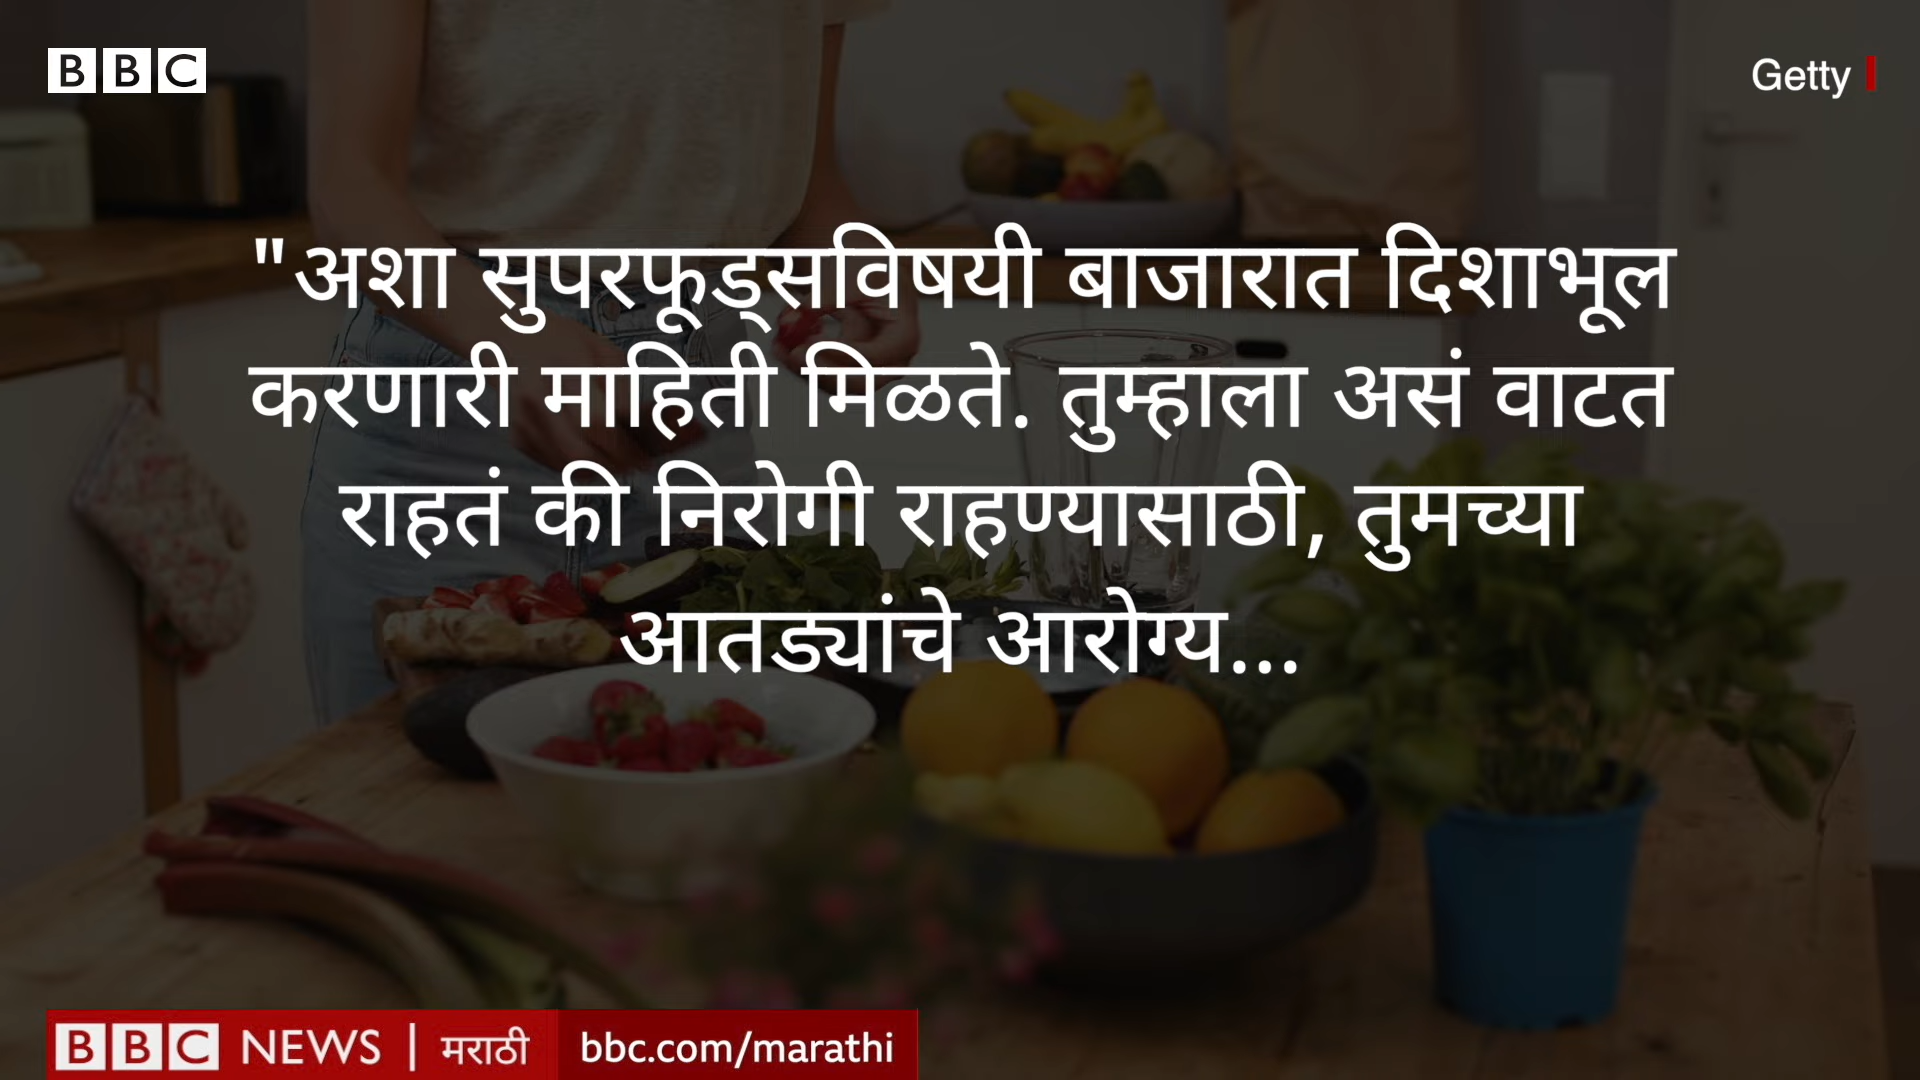 BBC
Getty
"अशा सुपरफूड्सविषयी बाजारात दिशाभूल
करणारी माहिती मिळते. तुम्हाला असं वाटत
राहतं की निरोगी राहण्यासाठी, तुमच्या
आतड्यांचे आरोग्य...
BBC NEWS | मराठी bbc.com/marathi